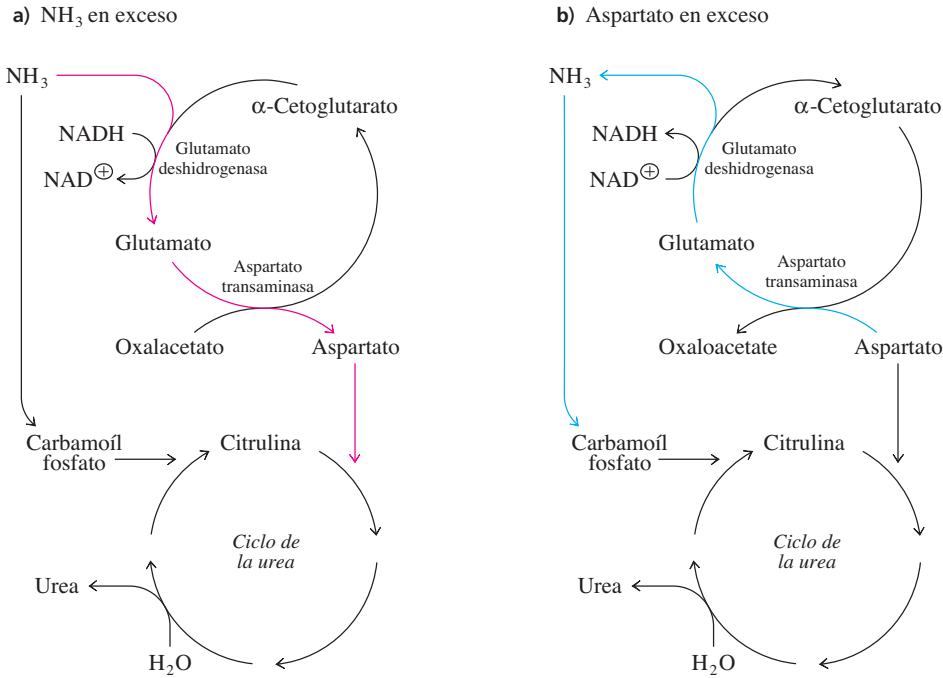 a) NH₃ en exceso
NH₃
α-Cetoglutarato
NADH
Glutamato
deshidrogenasa
NAD⊕
Glutamato
Aspartato
transaminasa
Oxalacetato
Aspartato
Carbamoíl
fosfato
Citrulina
Ciclo de
la urea
Urea
H₂O
b) Aspartato en exceso
NH₃
α-Cetoglutarato
NADH
Glutamato
deshidrogenasa
NAD⊕
Glutamato
Aspartato
transaminasa
Oxaloacetate
Aspartato
Carbamoíl
fosfato
Citrulina
Ciclo de
la urea
Urea
H₂O